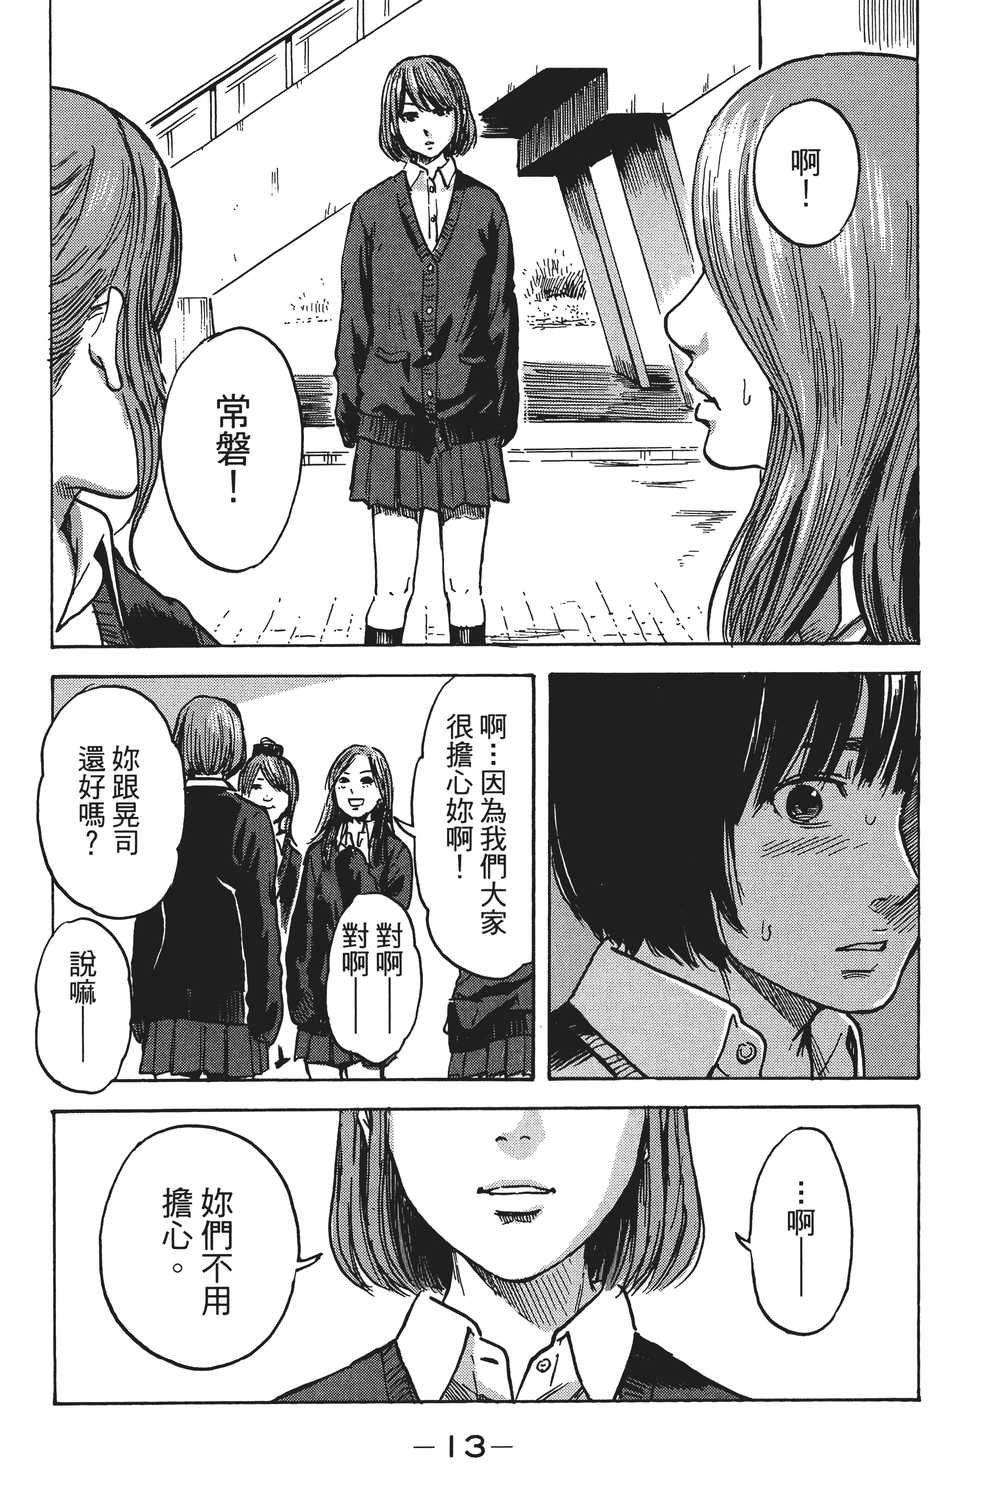 啊！
常磐！
啊…因為我們大家
很擔心妳啊！
對啊——
對啊——
妳跟晃司
還好嗎？
說嘛——
…啊——
妳們不用
擔心。
—13—